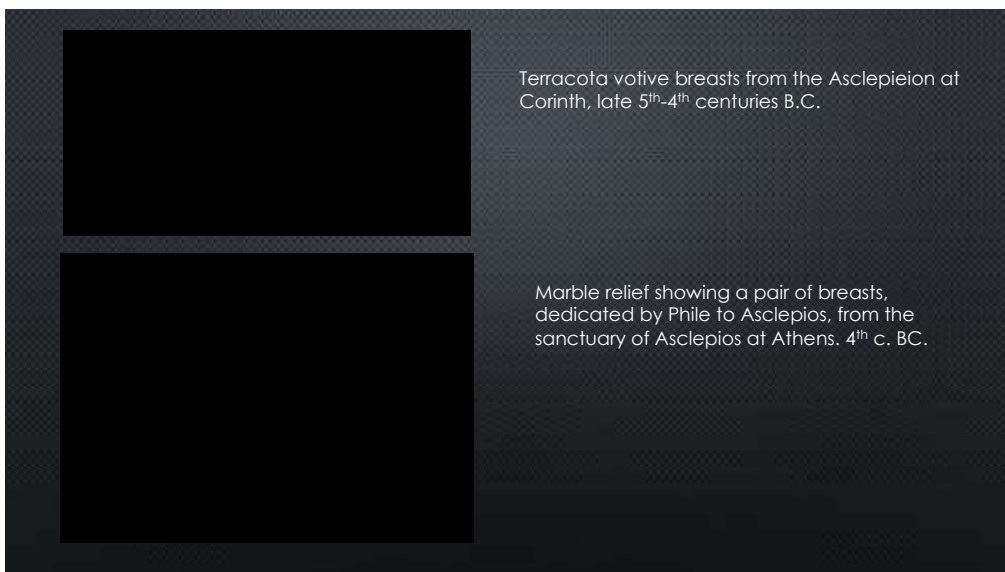 Terracota votive breasts from the Asclepieion at
Corinth, late 5th-4th centuries B.C.
Marble relief showing a pair of breasts,
dedicated by Phile to Asclepios, from the
sanctuary of Asclepios at Athens. 4th c. BC.